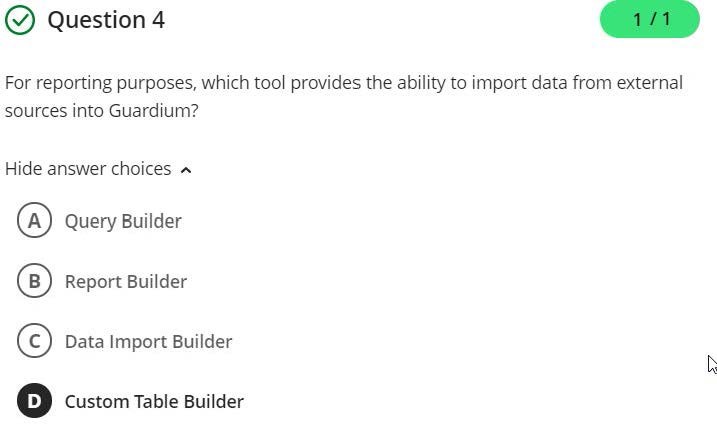 Question 4
1 / 1
For reporting purposes, which tool provides the ability to import data from external
sources into Guardium?
Hide answer choices
A Query Builder
B Report Builder
C Data Import Builder
D Custom Table Builder